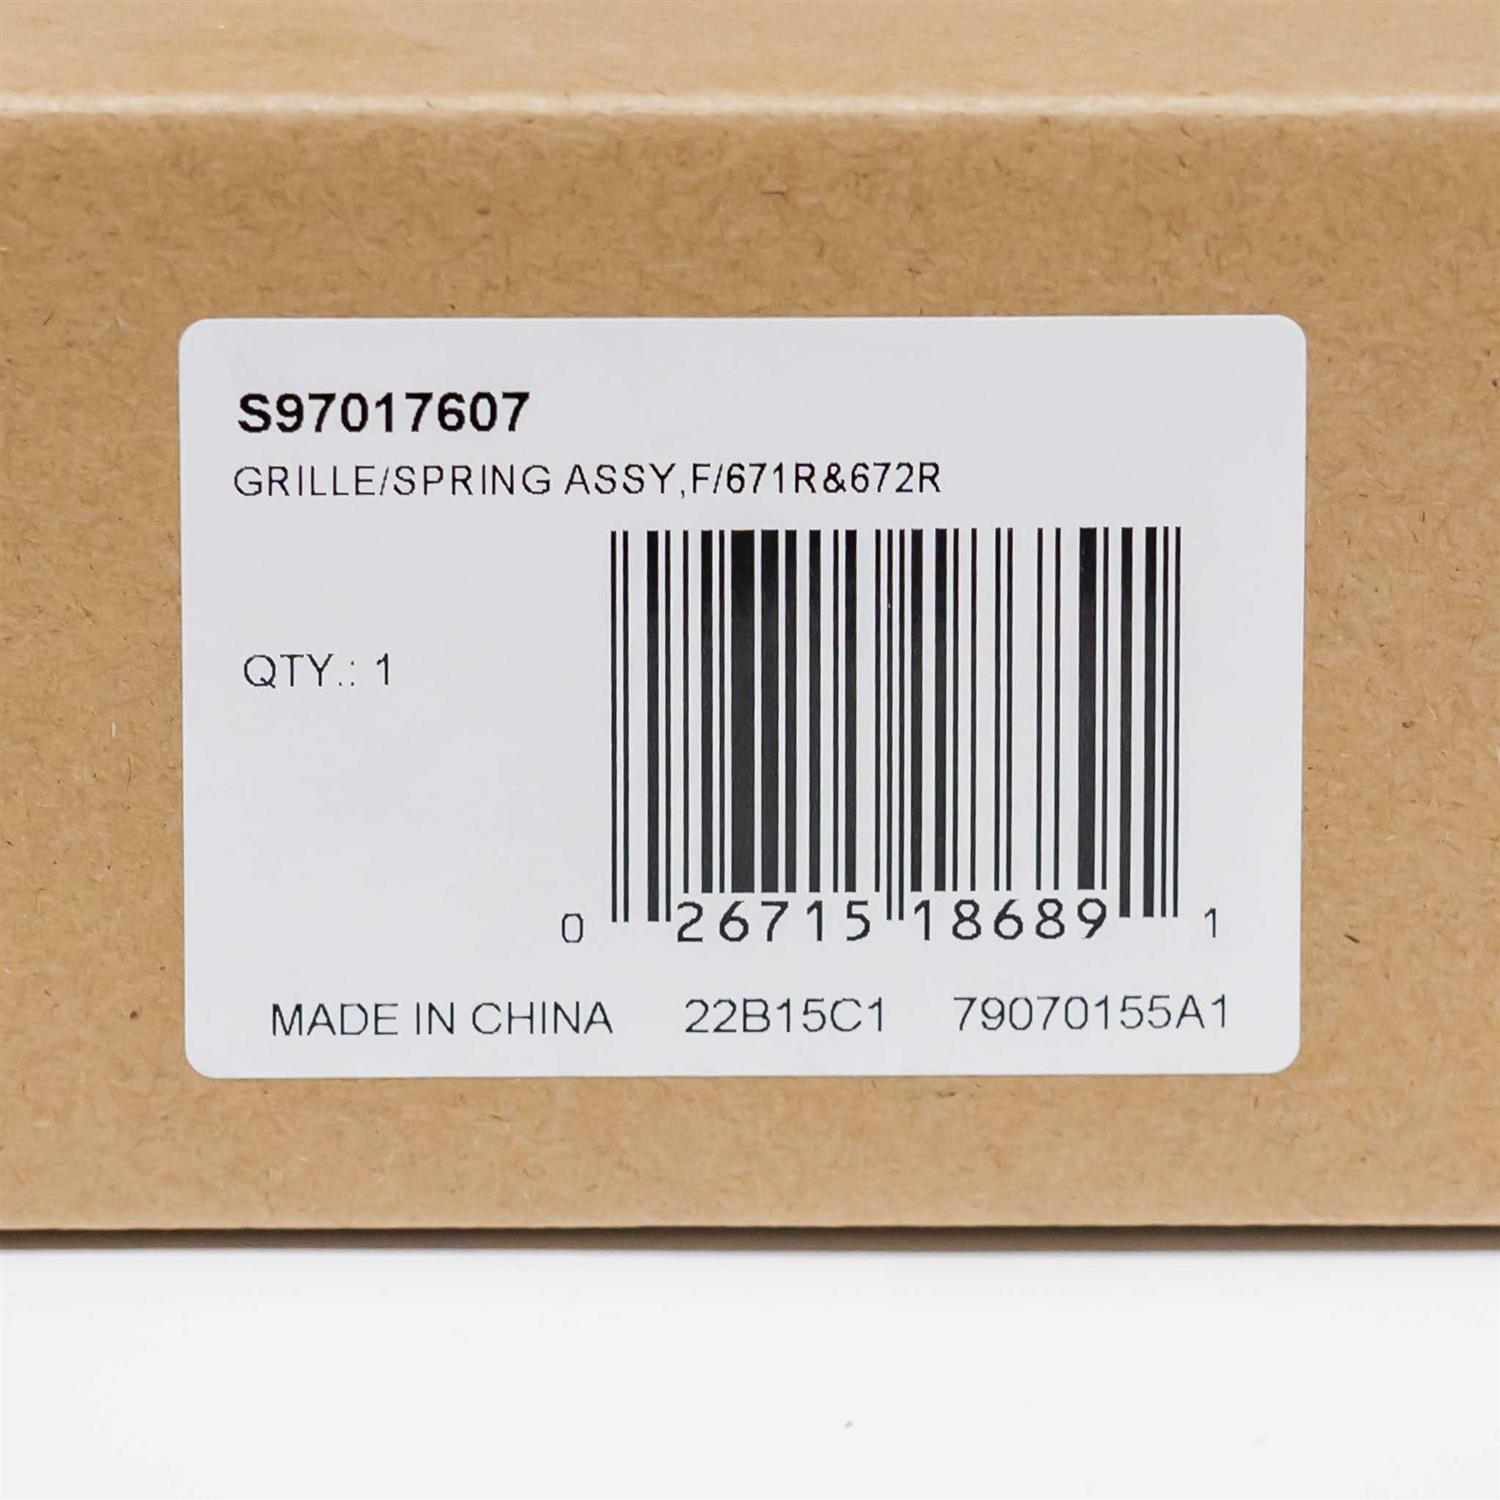 S97017607
GRILLE/SPRING ASSY,F/671R&672R
QTY.: 1
0 26715 18689 1
MADE IN CHINA 22B15C1 79070155A1